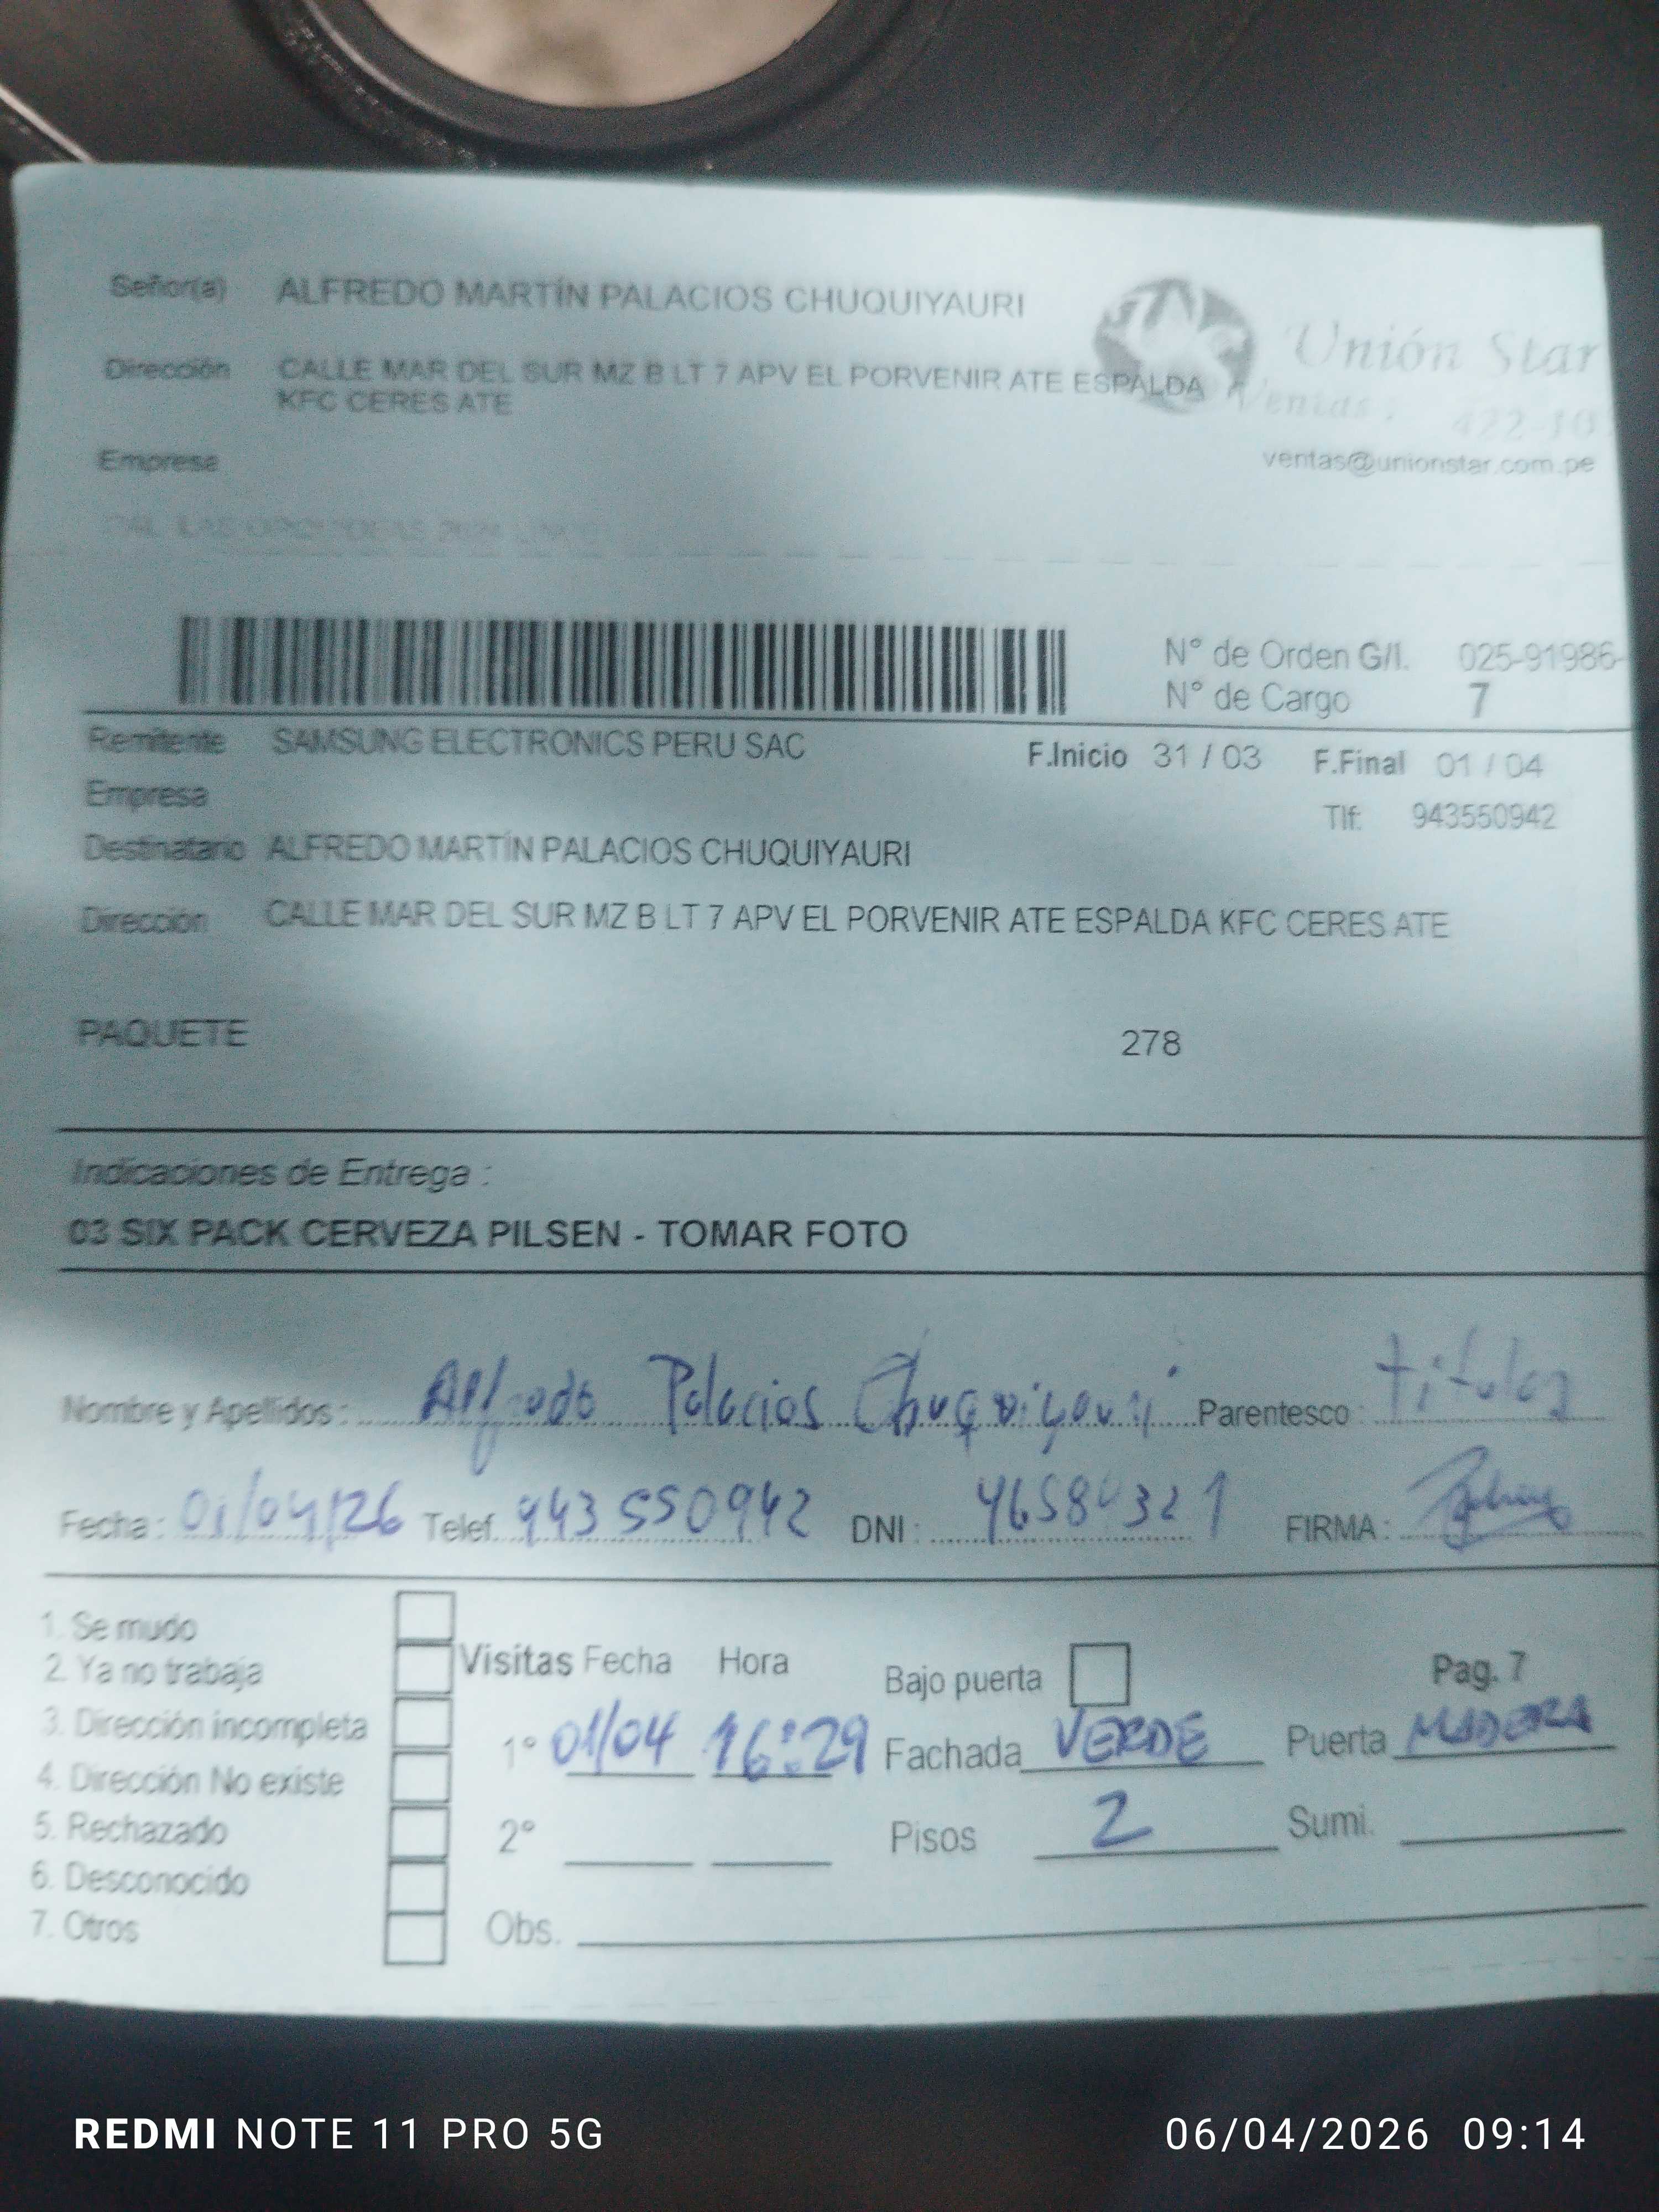 Señor(a) ALFREDO MARTÍN PALACIOS CHUQUIYAURI
Unión Star
Dirección CALLE MAR DEL SUR MZ B LT 7 APV EL PORVENIR ATE ESPALDA
KFC CERES ATE
Ventas: 422-10
Empresa
ventas@unionstar.com.pe
N° de Orden G/I. 025-91986-
N° de Cargo 7
Remitente SAMSUNG ELECTRONICS PERU SAC F.Inicio 31 / 03 F.Final 01 / 04
Empresa
Tlf: 943550942
Destinatario ALFREDO MARTÍN PALACIOS CHUQUIYAURI
Dirección CALLE MAR DEL SUR MZ B LT 7 APV EL PORVENIR ATE ESPALDA KFC CERES ATE
PAQUETE 278
Indicaciones de Entrega :
03 SIX PACK CERVEZA PILSEN - TOMAR FOTO
Nombre y Apellidos : Alfredo Palacios Chuquiyauri Parentesco : titular
Fecha : 01/04/26 Telef. 943550942 DNI : FIRMA :
1. Se mudo
2. Ya no trabaja
Visitas Fecha Hora Bajo puerta Pag. 7
3. Dirección incompleta
1° 01/04 16:29 Fachada VERDE Puerta MADERA
4. Dirección No existe
5. Rechazado
2° Pisos 2 Sumi.
6. Desconocido
7. Otros
Obs.
REDMI NOTE 11 PRO 5G 06/04/2026 09:14